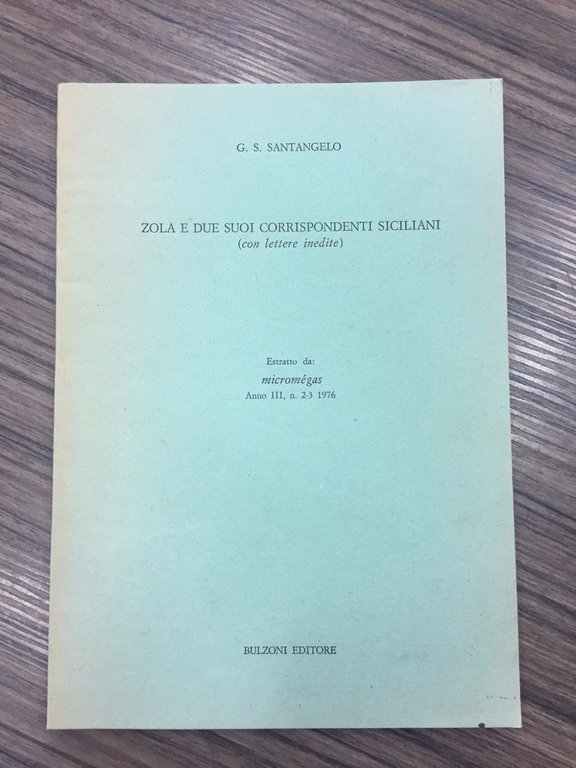 G. S. SANTANGELO
ZOLA E DUE SUOI CORRISPONDENTI SICILIANI
(con lettere inedite)
Estratto da:
micromégas
Anno III, n. 2-3 1976
BULZONI EDITORE